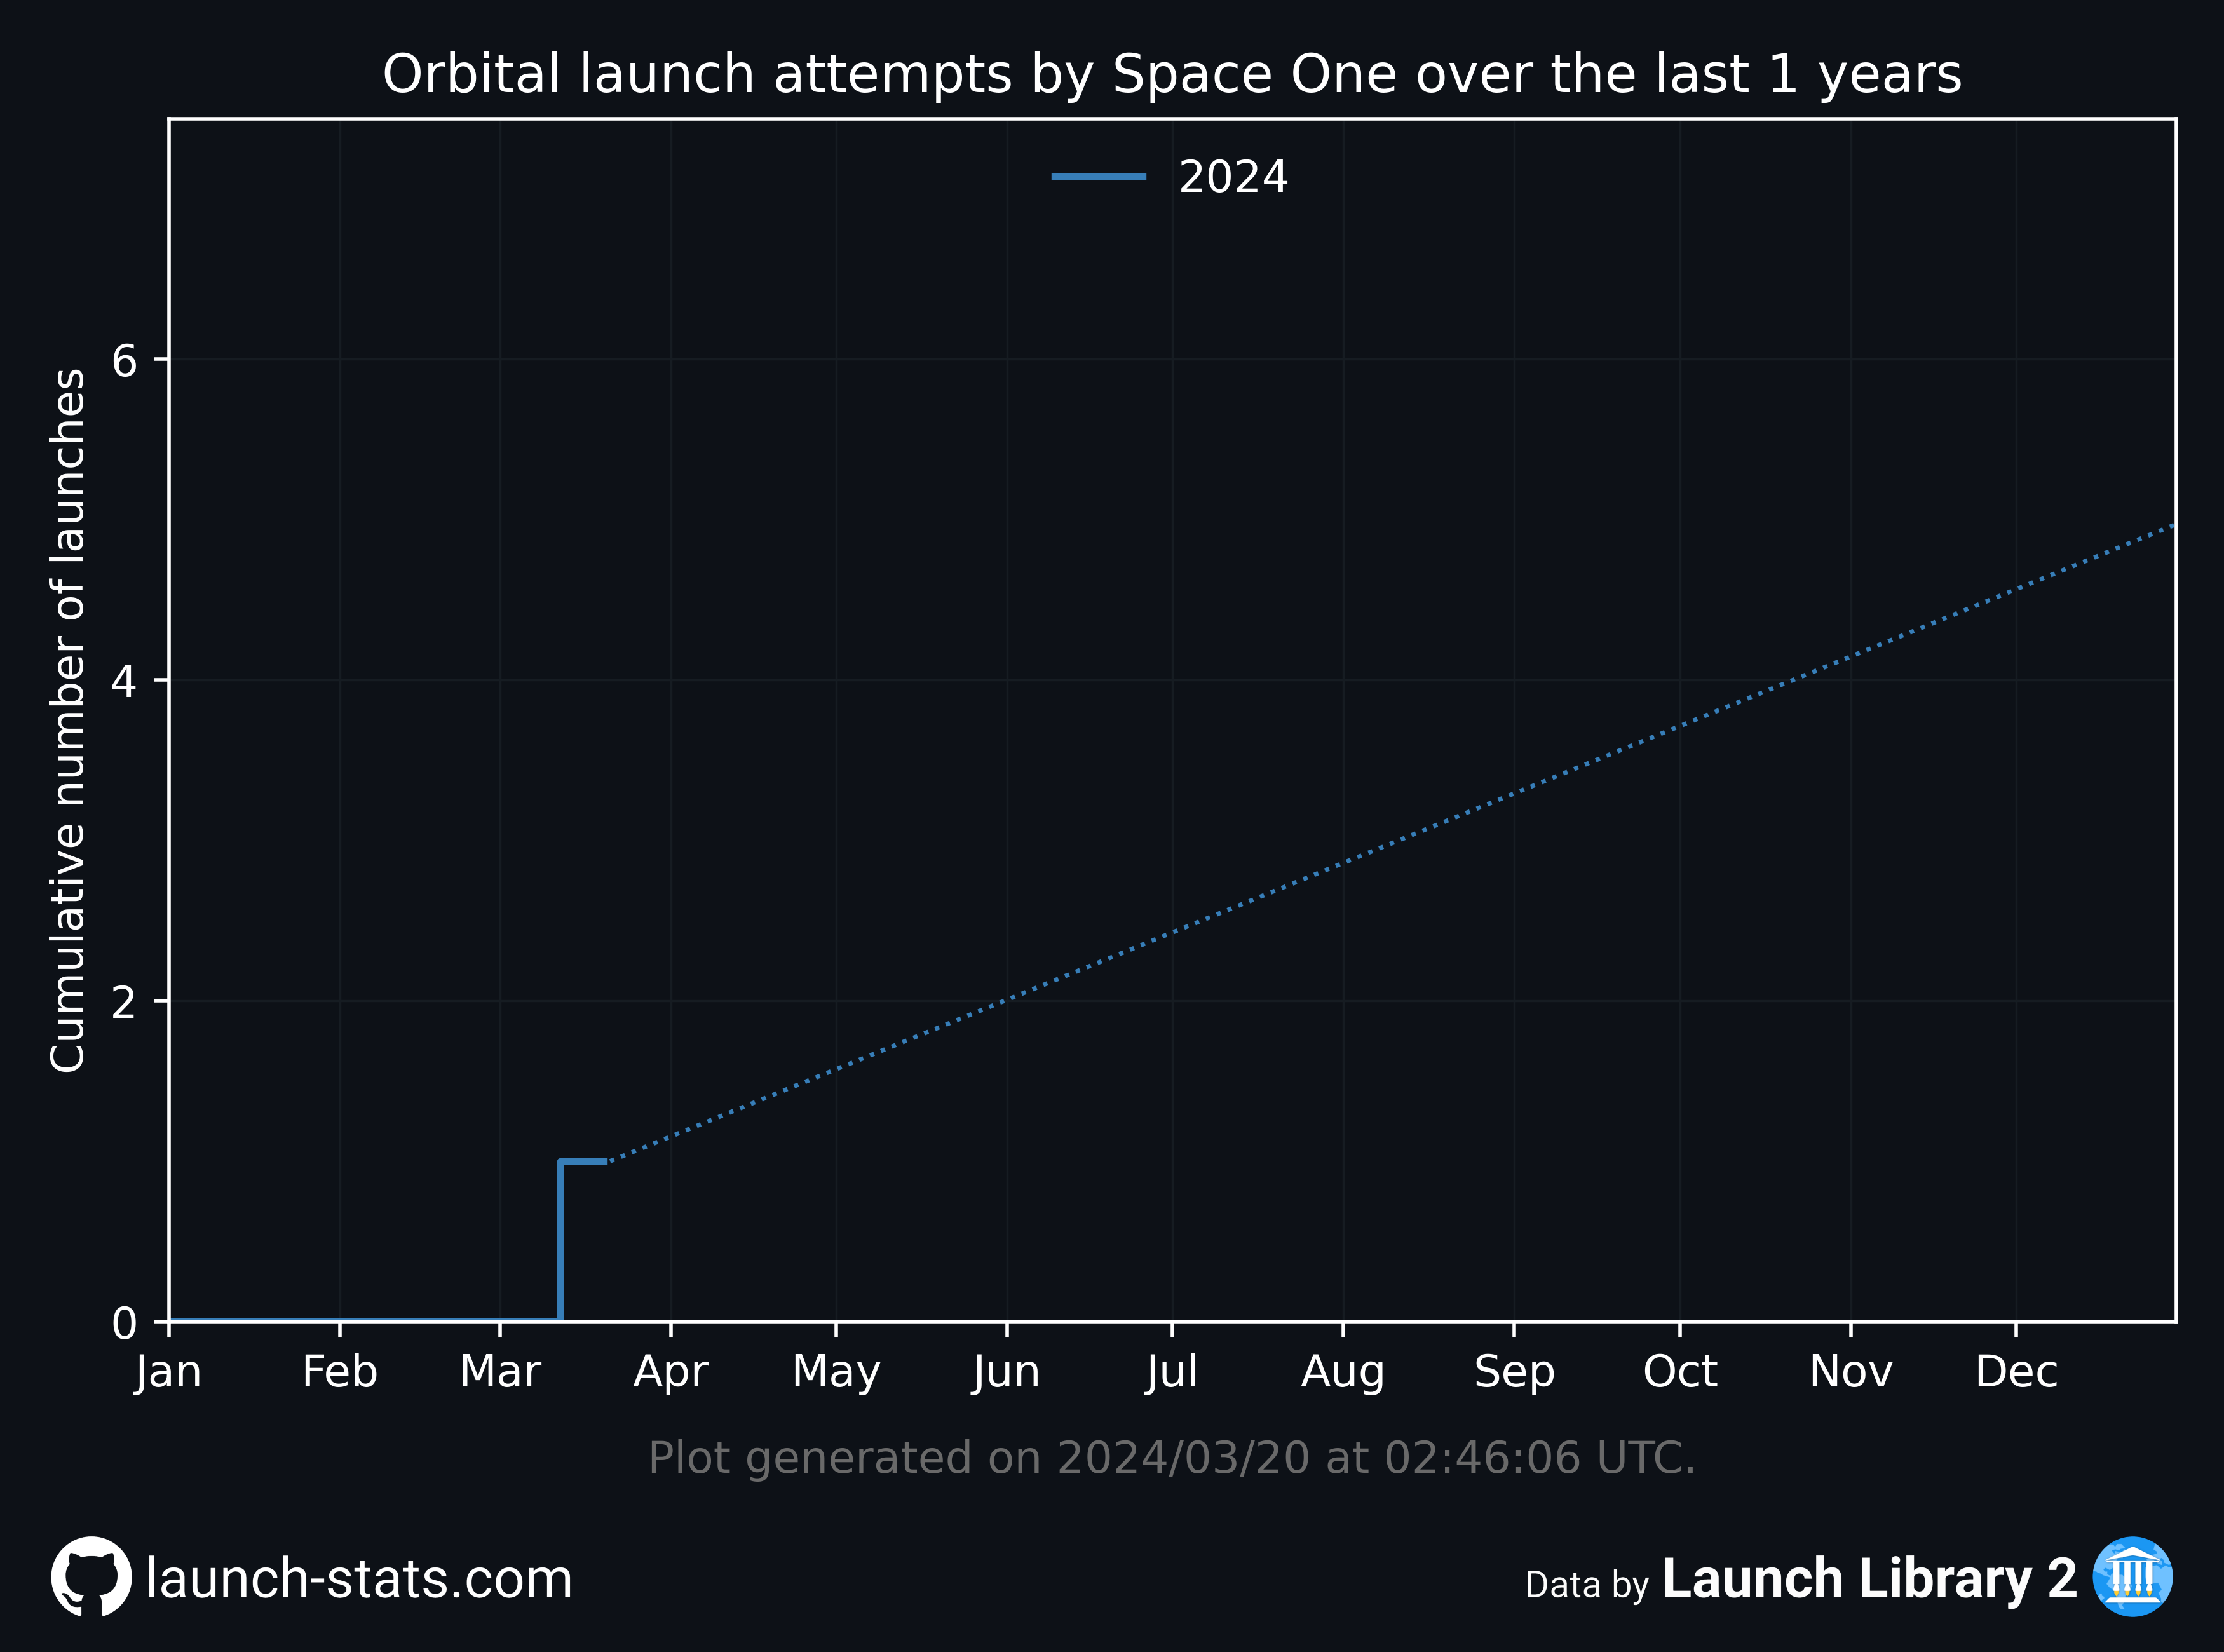 Orbital launch attempts by Space One over the last 1 years
2024
Cumulative number of launches
6
4
2
0
Jan Feb Mar Apr May Jun Jul Aug Sep Oct Nov Dec
Plot generated on 2024/03/20 at 02:46:06 UTC.
launch-stats.com
Data by Launch Library 2